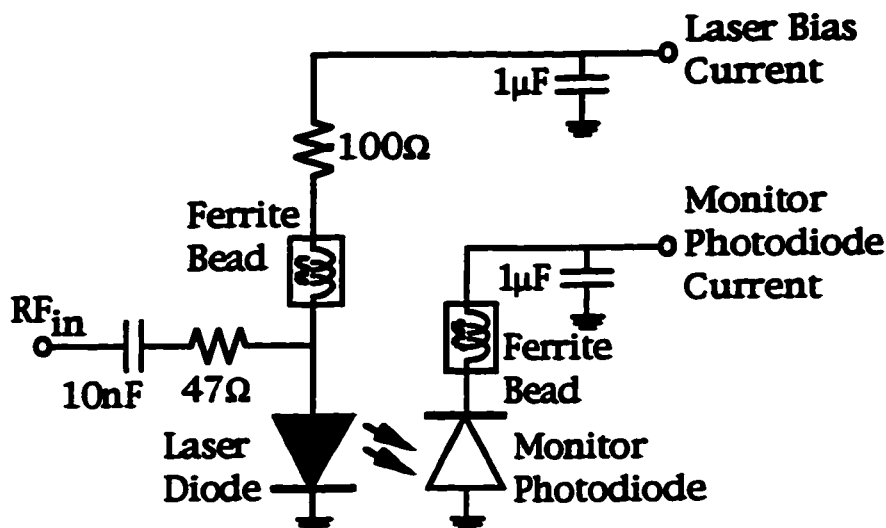 Laser Bias
Current
1μF
100Ω
Ferrite
Bead
Monitor
Photodiode
Current
1μF
RFin
10nF
47Ω
Ferrite
Bead
Laser
Diode
Monitor
Photodiode